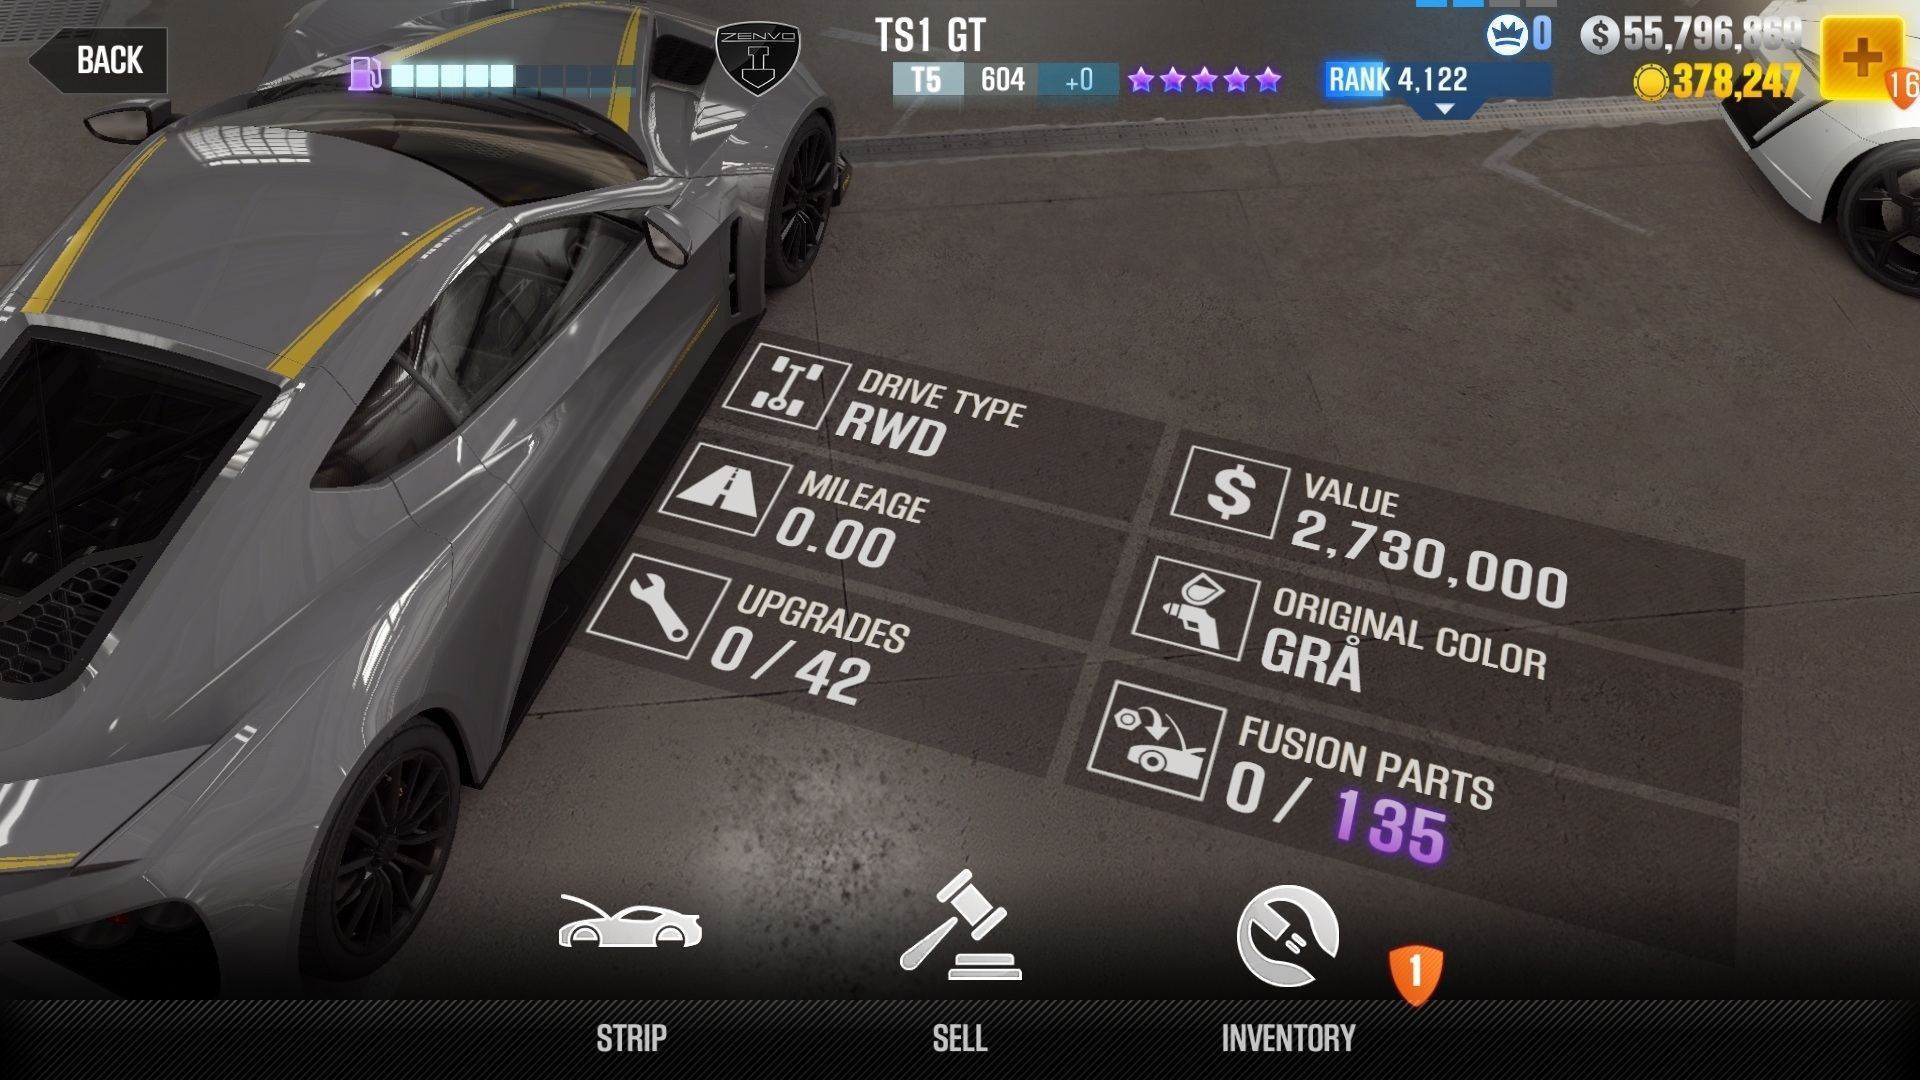 BACK
ZENVO
TS1 GT
T5 604 +0
RANK 4,122
0
$ 55,796,869
378,247
16
DRIVE TYPE
RWD
MILEAGE
0.00
UPGRADES
0/42
$ VALUE
2,730,000
ORIGINAL COLOR
GRÅ
FUSION PARTS
0/ 135
STRIP
SELL
INVENTORY
1